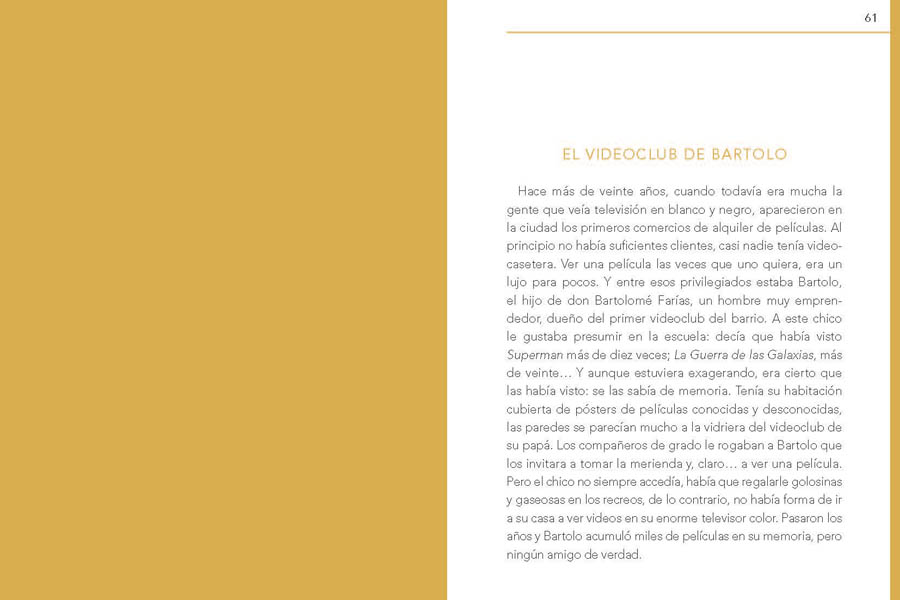 61
EL VIDEOCLUB DE BARTOLO
Hace más de veinte años, cuando todavía era mucha la
gente que veía televisión en blanco y negro, aparecieron en
la ciudad los primeros comercios de alquiler de películas. Al
principio no había suficientes clientes, casi nadie tenía video-
casetera. Ver una película las veces que uno quiera, era un
lujo para pocos. Y entre esos privilegiados estaba Bartolo,
el hijo de don Bartolomé Farías, un hombre muy empren-
dedor, dueño del primer videoclub del barrio. A este chico
le gustaba presumir en la escuela: decía que había visto
Superman más de diez veces; La Guerra de las Galaxias, más
de veinte… Y aunque estuviera exagerando, era cierto que
las había visto: se las sabía de memoria. Tenía su habitación
cubierta de pósters de películas conocidas y desconocidas,
las paredes se parecían mucho a la vidriera del videoclub de
su papá. Los compañeros de grado le rogaban a Bartolo que
los invitara a tomar la merienda y, claro… a ver una película.
Pero el chico no siempre accedía, había que regalarle golosinas
y gaseosas en los recreos, de lo contrario, no había forma de ir
a su casa a ver videos en su enorme televisor color. Pasaron los
años y Bartolo acumuló miles de películas en su memoria, pero
ningún amigo de verdad.